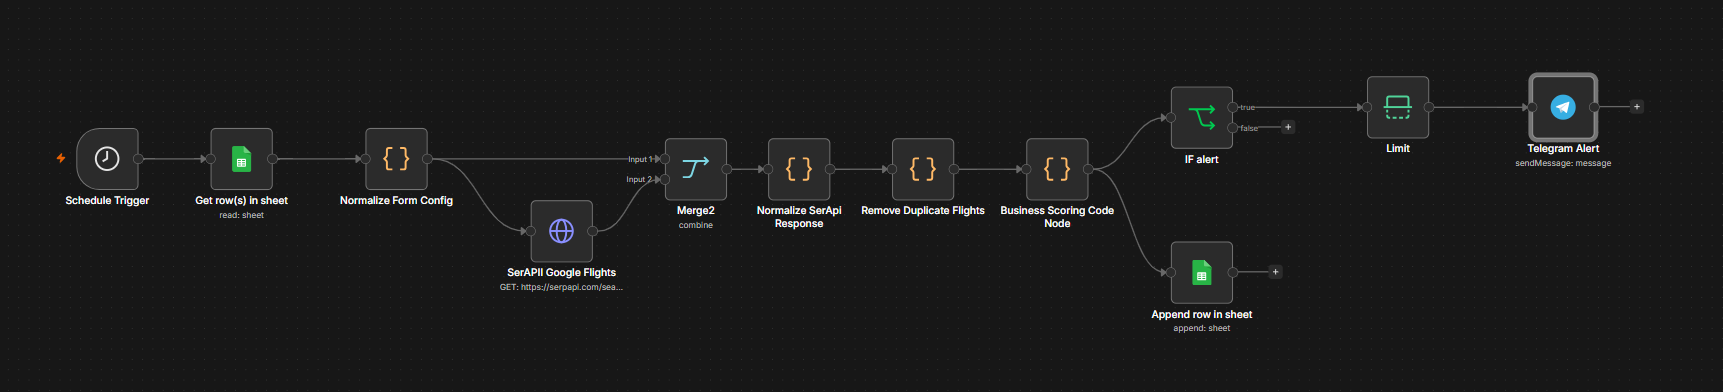 Schedule Trigger
Get row(s) in sheet
read: sheet
Normalize Form Config
SerAPII Google Flights
GET: https://serpapi.com/sea...
Input 1
Input 2
Merge2
combine
Normalize SerApi
Response
Remove Duplicate Flights
Business Scoring Code
Node
true
false
IF alert
Limit
Telegram Alert
sendMessage: message
Append row in sheet
append: sheet